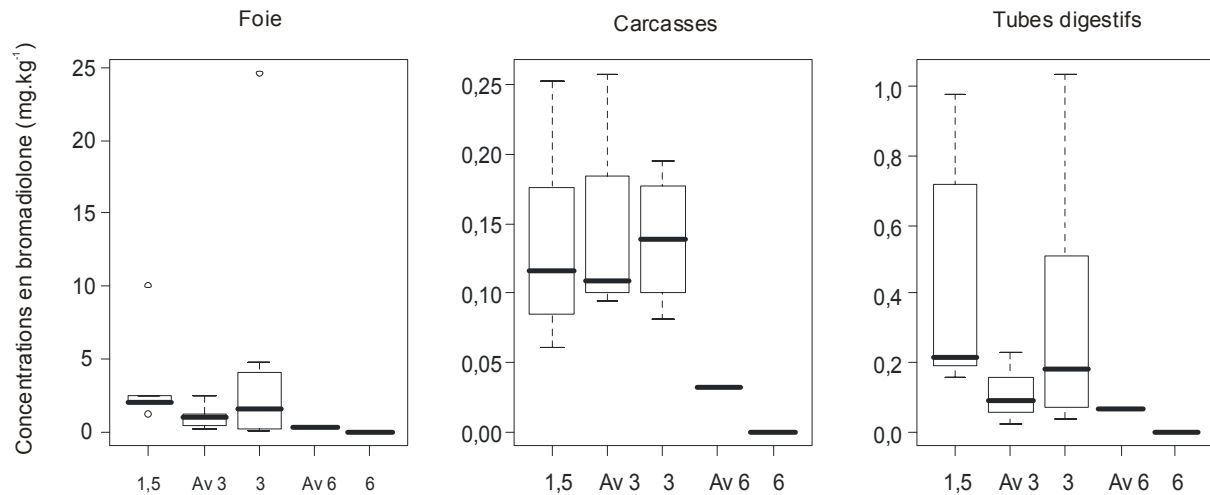 Foie
Carcasses
Tubes digestifs
Concentrations en bromadiolone (mg.kg⁻¹)
25
20
15
10
5
0
1,5 Av 3 3 Av 6 6
0,25
0,20
0,15
0,10
0,05
0,00
1,5 Av 3 3 Av 6 6
1,0
0,8
0,6
0,4
0,2
0,0
1,5 Av 3 3 Av 6 6